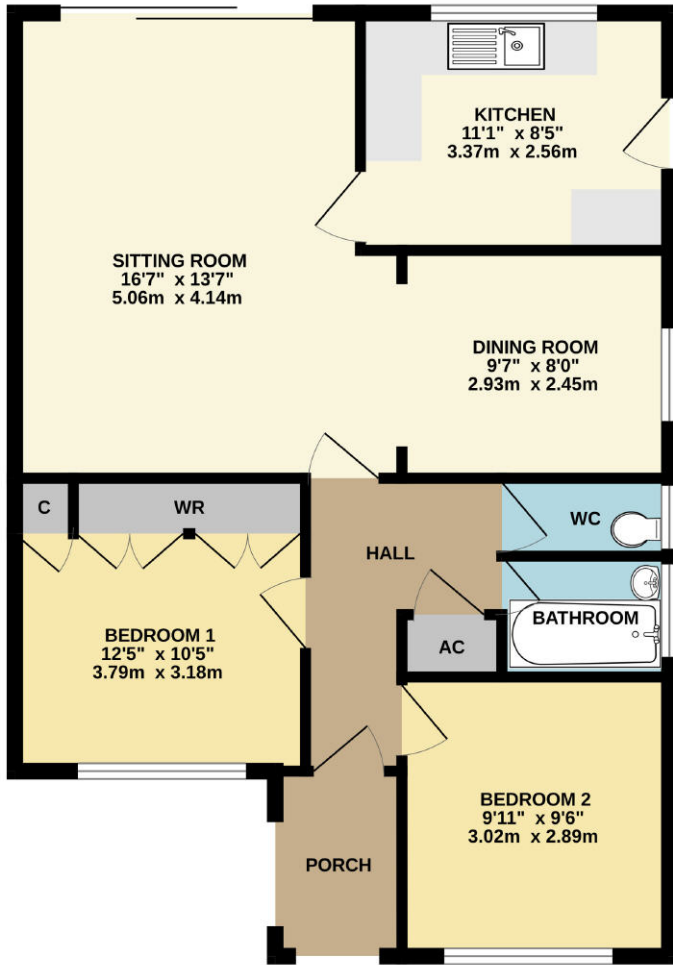 KITCHEN
11'1" x 8'5"
3.37m x 2.56m
SITTING ROOM
16'7" x 13'7"
5.06m x 4.14m
DINING ROOM
9'7" x 8'0"
2.93m x 2.45m
C
WR
WC
HALL
BATHROOM
AC
BEDROOM 1
12'5" x 10'5"
3.79m x 3.18m
BEDROOM 2
9'11" x 9'6"
3.02m x 2.89m
PORCH